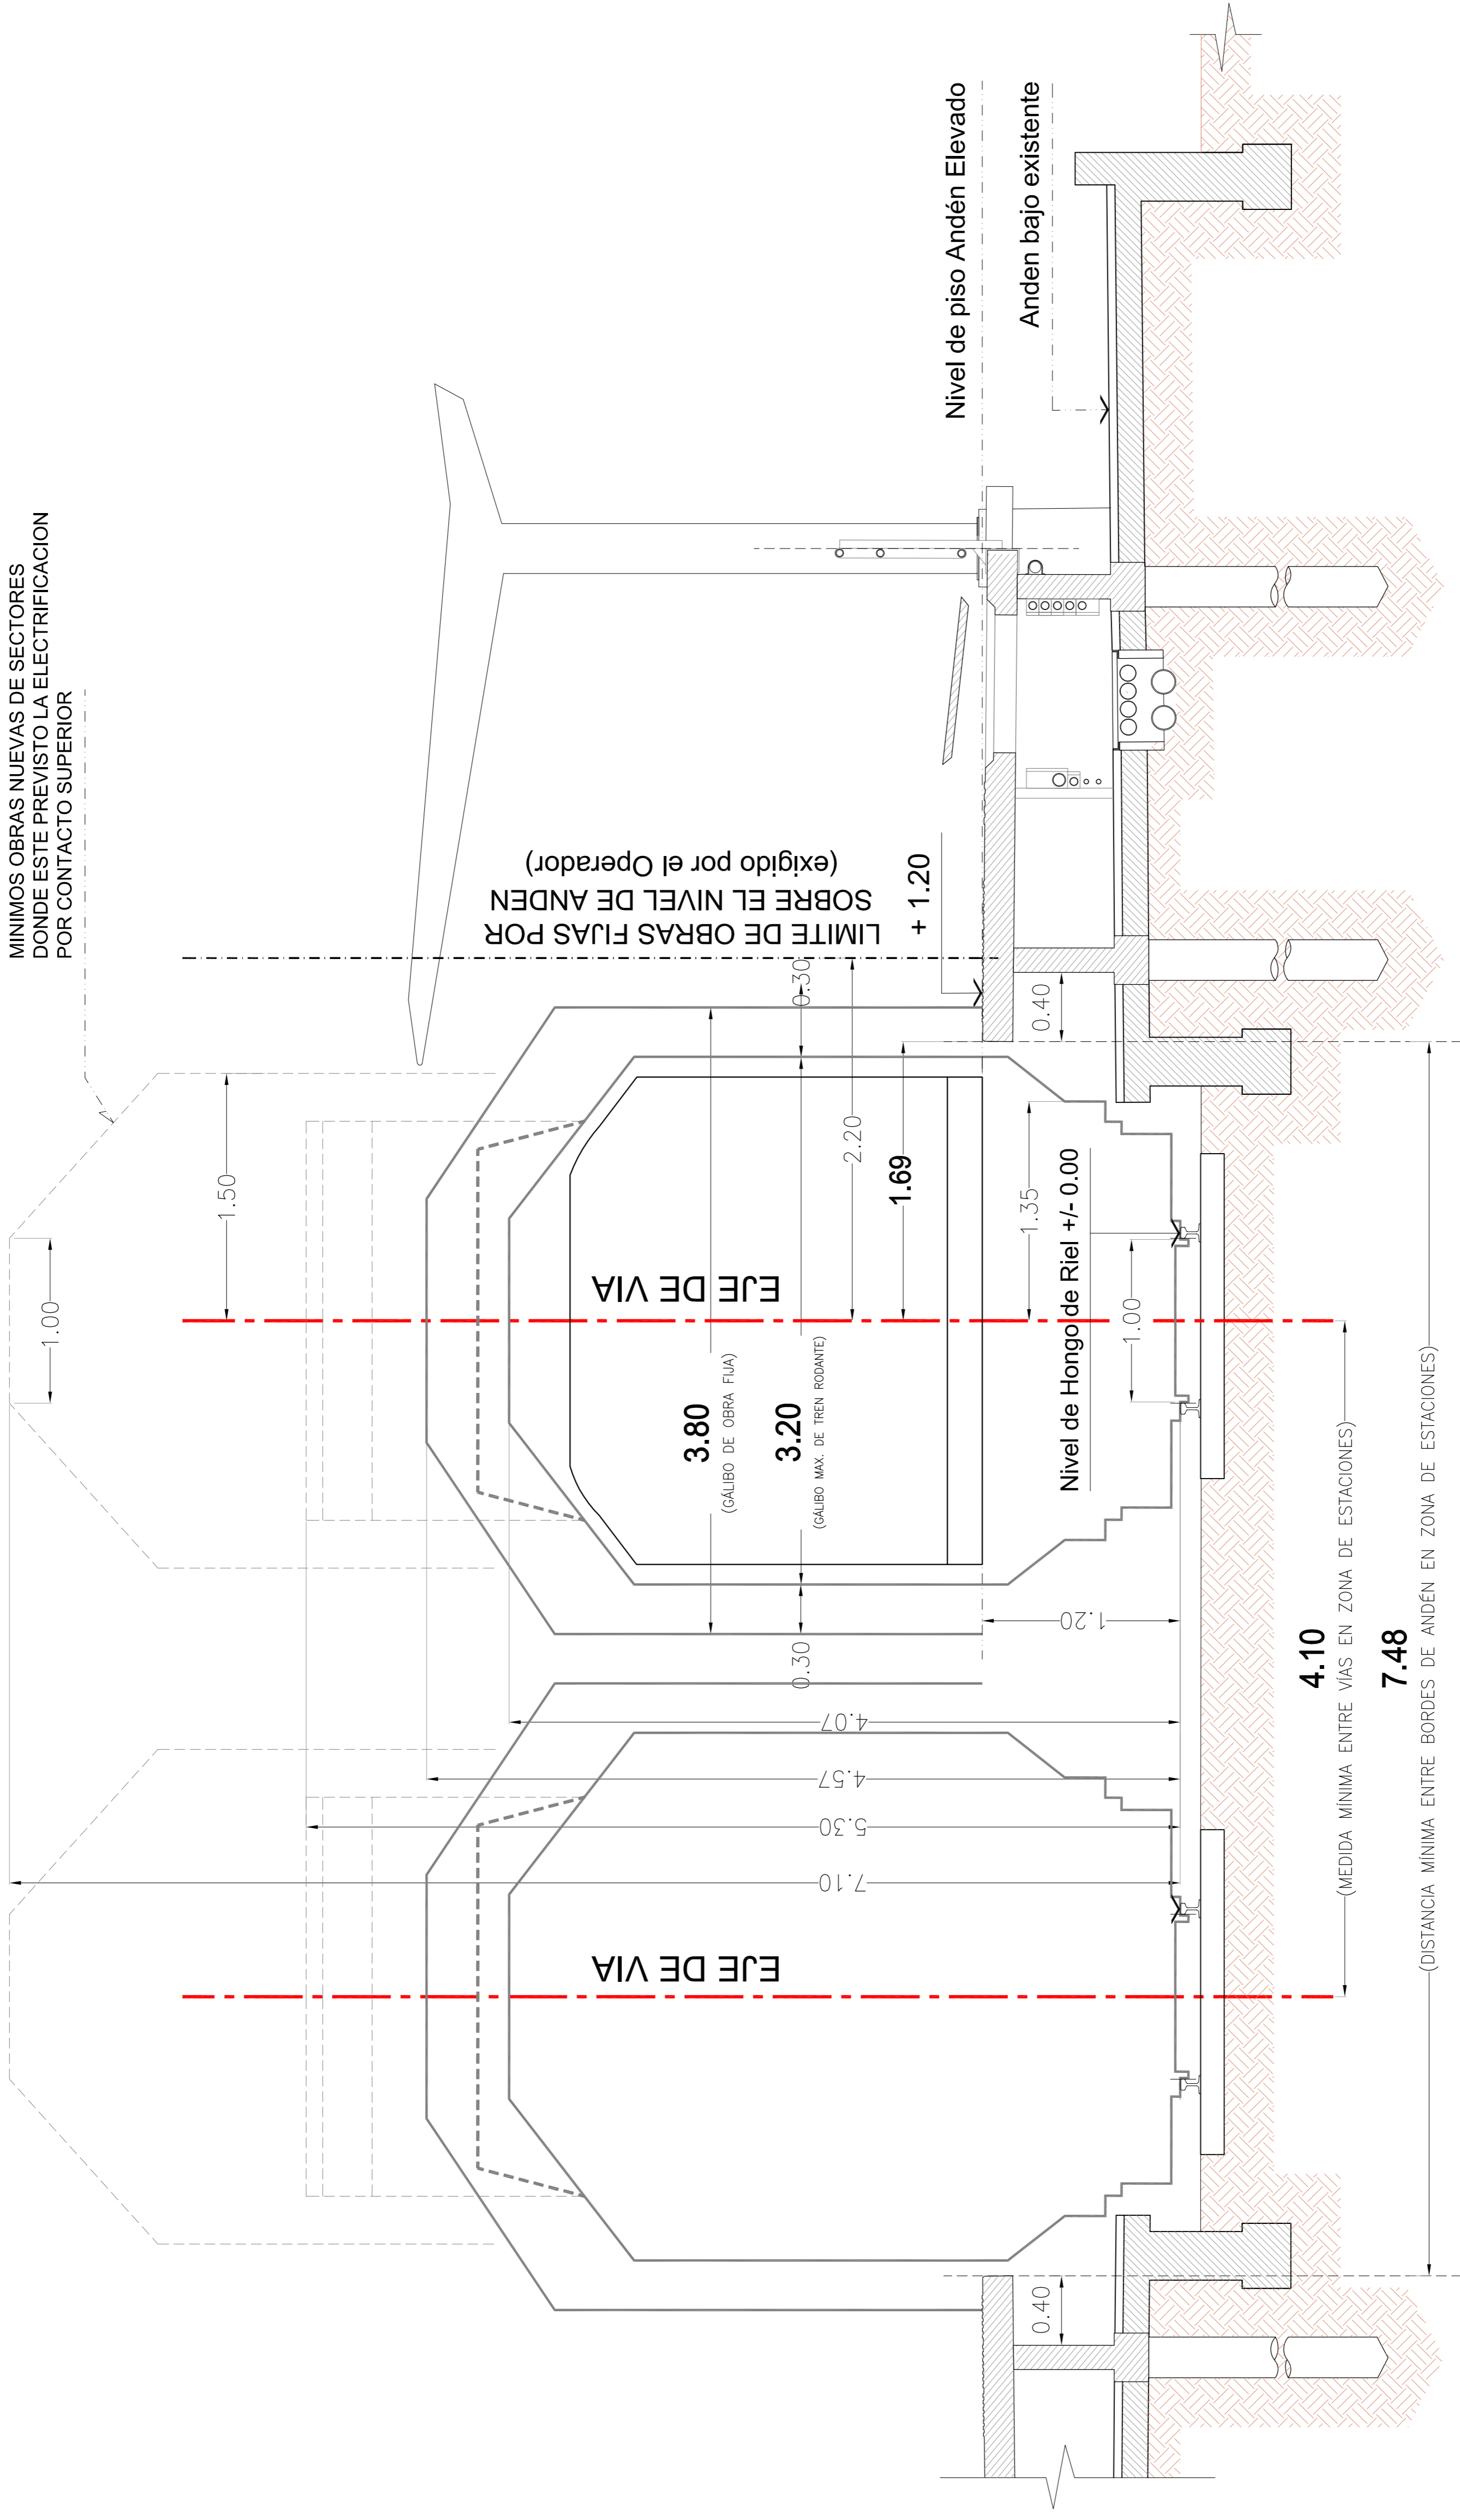 MINIMOS OBRAS NUEVAS DE SECTORES
DONDE ESTE PREVISTO LA ELECTRIFICACION
POR CONTACTO SUPERIOR
1.00
1.50
LIMITE DE OBRAS FIJAS POR
SOBRE EL NIVEL DE ANDEN
(exigido por el Operador)
+ 1.20
Nivel de piso Andén Elevado
Anden bajo existente
EJE DE VIA
EJE DE VIA
3.80
(GÁLIBO DE OBRA FIJA)
3.20
(GÁLIBO MAX. DE TREN RODANTE)
0.30
0.30
2.20
1.69
0.40
1.35
Nivel de Hongo de Riel +/- 0.00
1.00
1.20
4.07
4.57
5.30
7.10
0.40
4.10
(MEDIDA MÍNIMA ENTRE VÍAS EN ZONA DE ESTACIONES)
7.48
(DISTANCIA MÍNIMA ENTRE BORDES DE ANDÉN EN ZONA DE ESTACIONES)